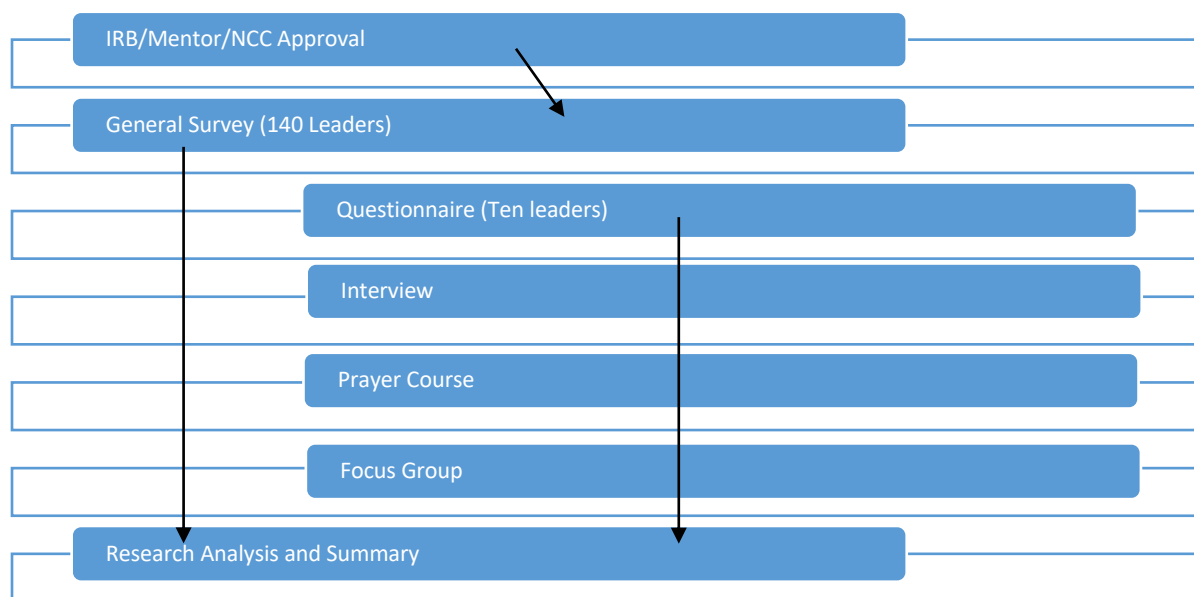 IRB/Mentor/NCC Approval
General Survey (140 Leaders)
Questionnaire (Ten leaders)
Interview
Prayer Course
Focus Group
Research Analysis and Summary